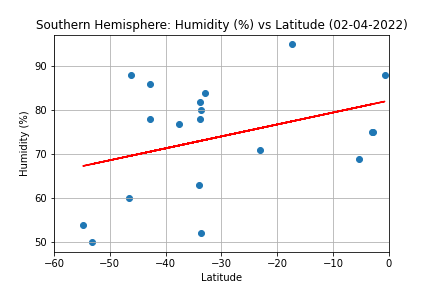 Southern Hemisphere: Humidity (%) vs Latitude (02-04-2022)
90
80
70
60
50
Humidity (%)
−60 −50 −40 −30 −20 −10 0
Latitude